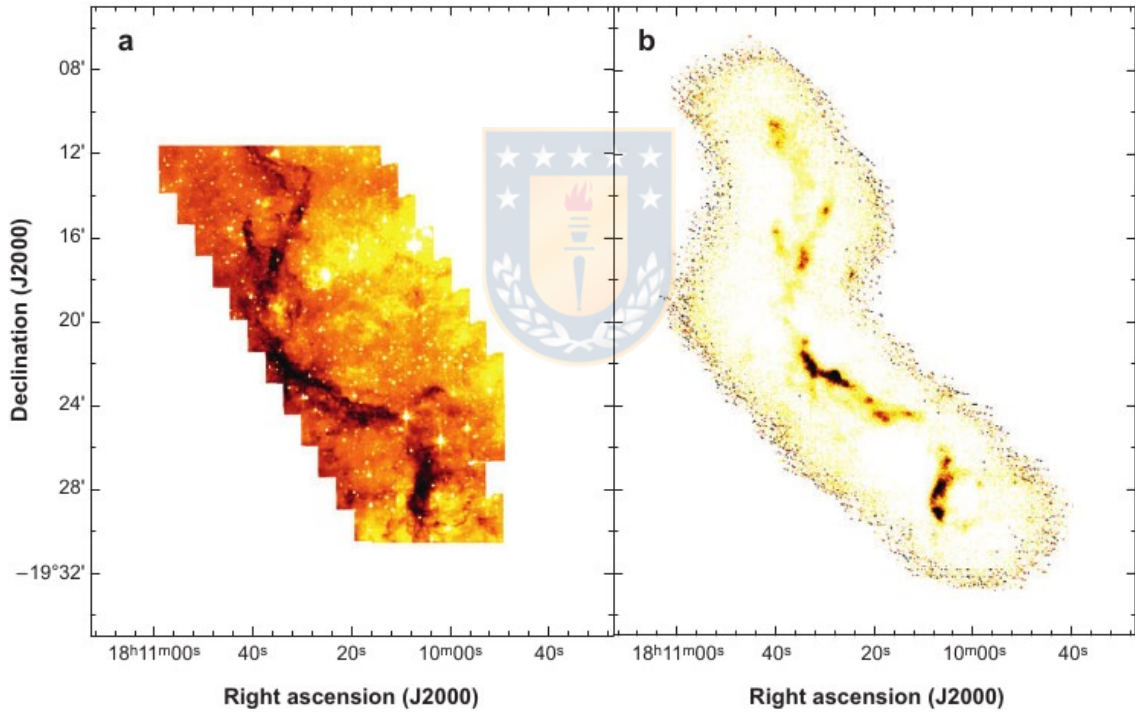 a
b
08'
12'
16'
20'
24'
28'
−19°32'
Declination (J2000)
18ʰ11ᵐ00ˢ
40ˢ
20ˢ
10ᵐ00ˢ
40ˢ
40ˢ
20ˢ
10ᵐ00ˢ
40ˢ
Right ascension (J2000)
Right ascension (J2000)